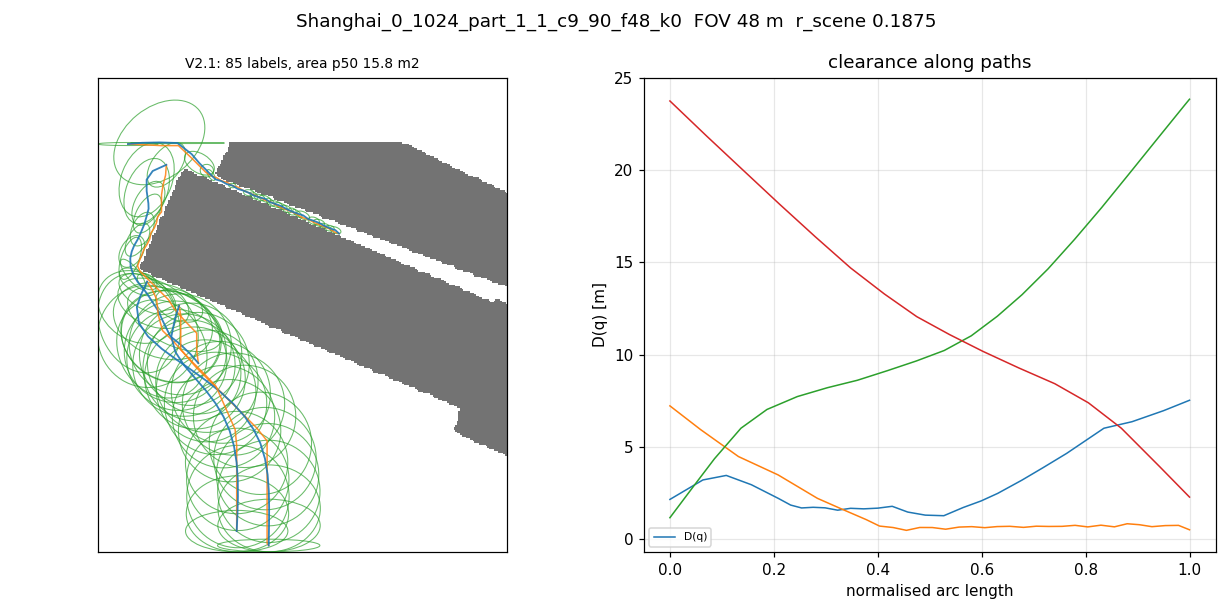 Shanghai_0_1024_part_1_1_c9_90_f48_k0  FOV 48 m  r_scene 0.1875
V2.1: 85 labels, area p50 15.8 m2
clearance along paths
25
20
15
10
5
0
D(q) [m]
D(q)
0.0 0.2 0.4 0.6 0.8 1.0
normalised arc length